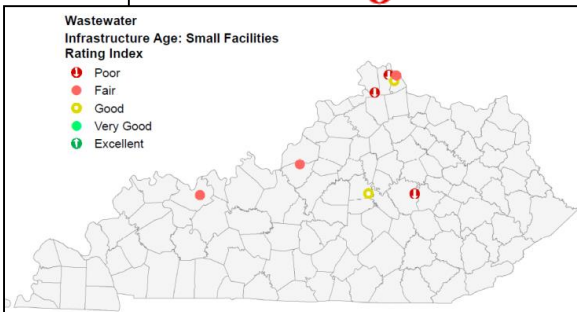 Wastewater
Infrastructure Age: Small Facilities
Rating Index
Poor
Fair
Good
Very Good
Excellent